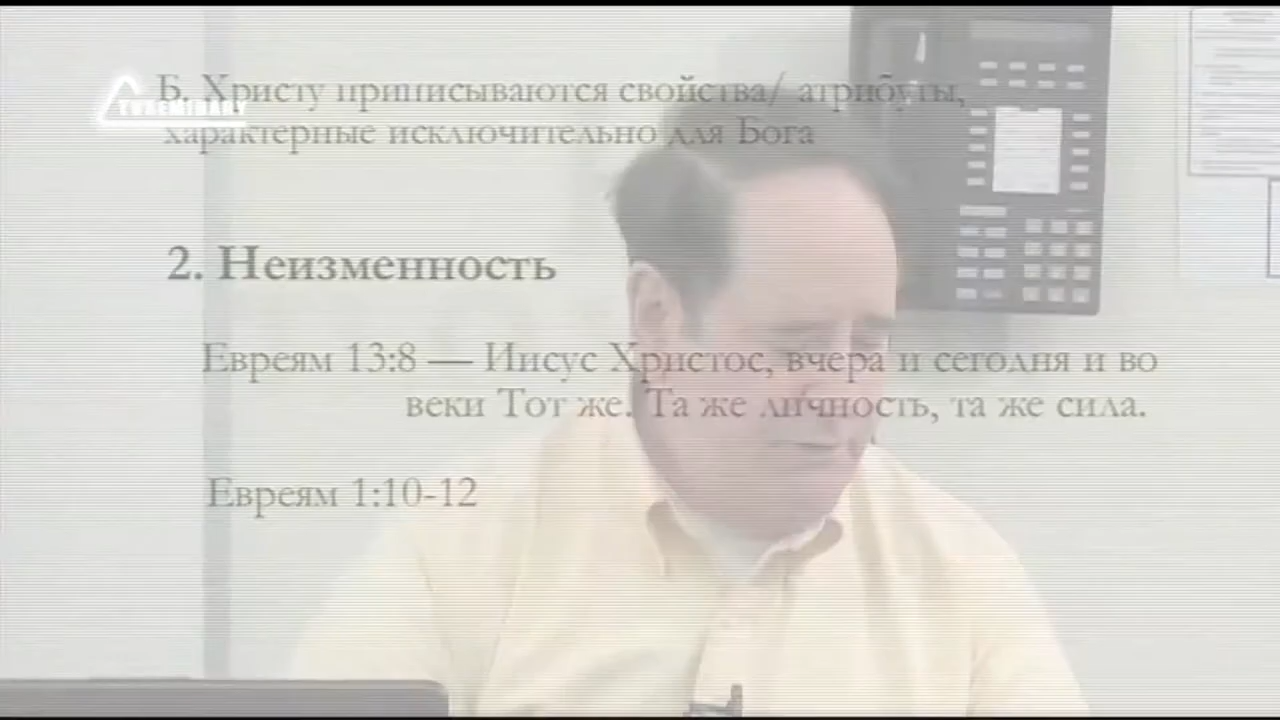 Б. Христу приписываются свойства/ атрибуты,
характерные исключительно для Бога
2. Неизменность
Евреям 13:8 — Иисус Христос, вчера и сегодня и во
веки Тот же. Та же личность, та же сила.
Евреям 1:10-12